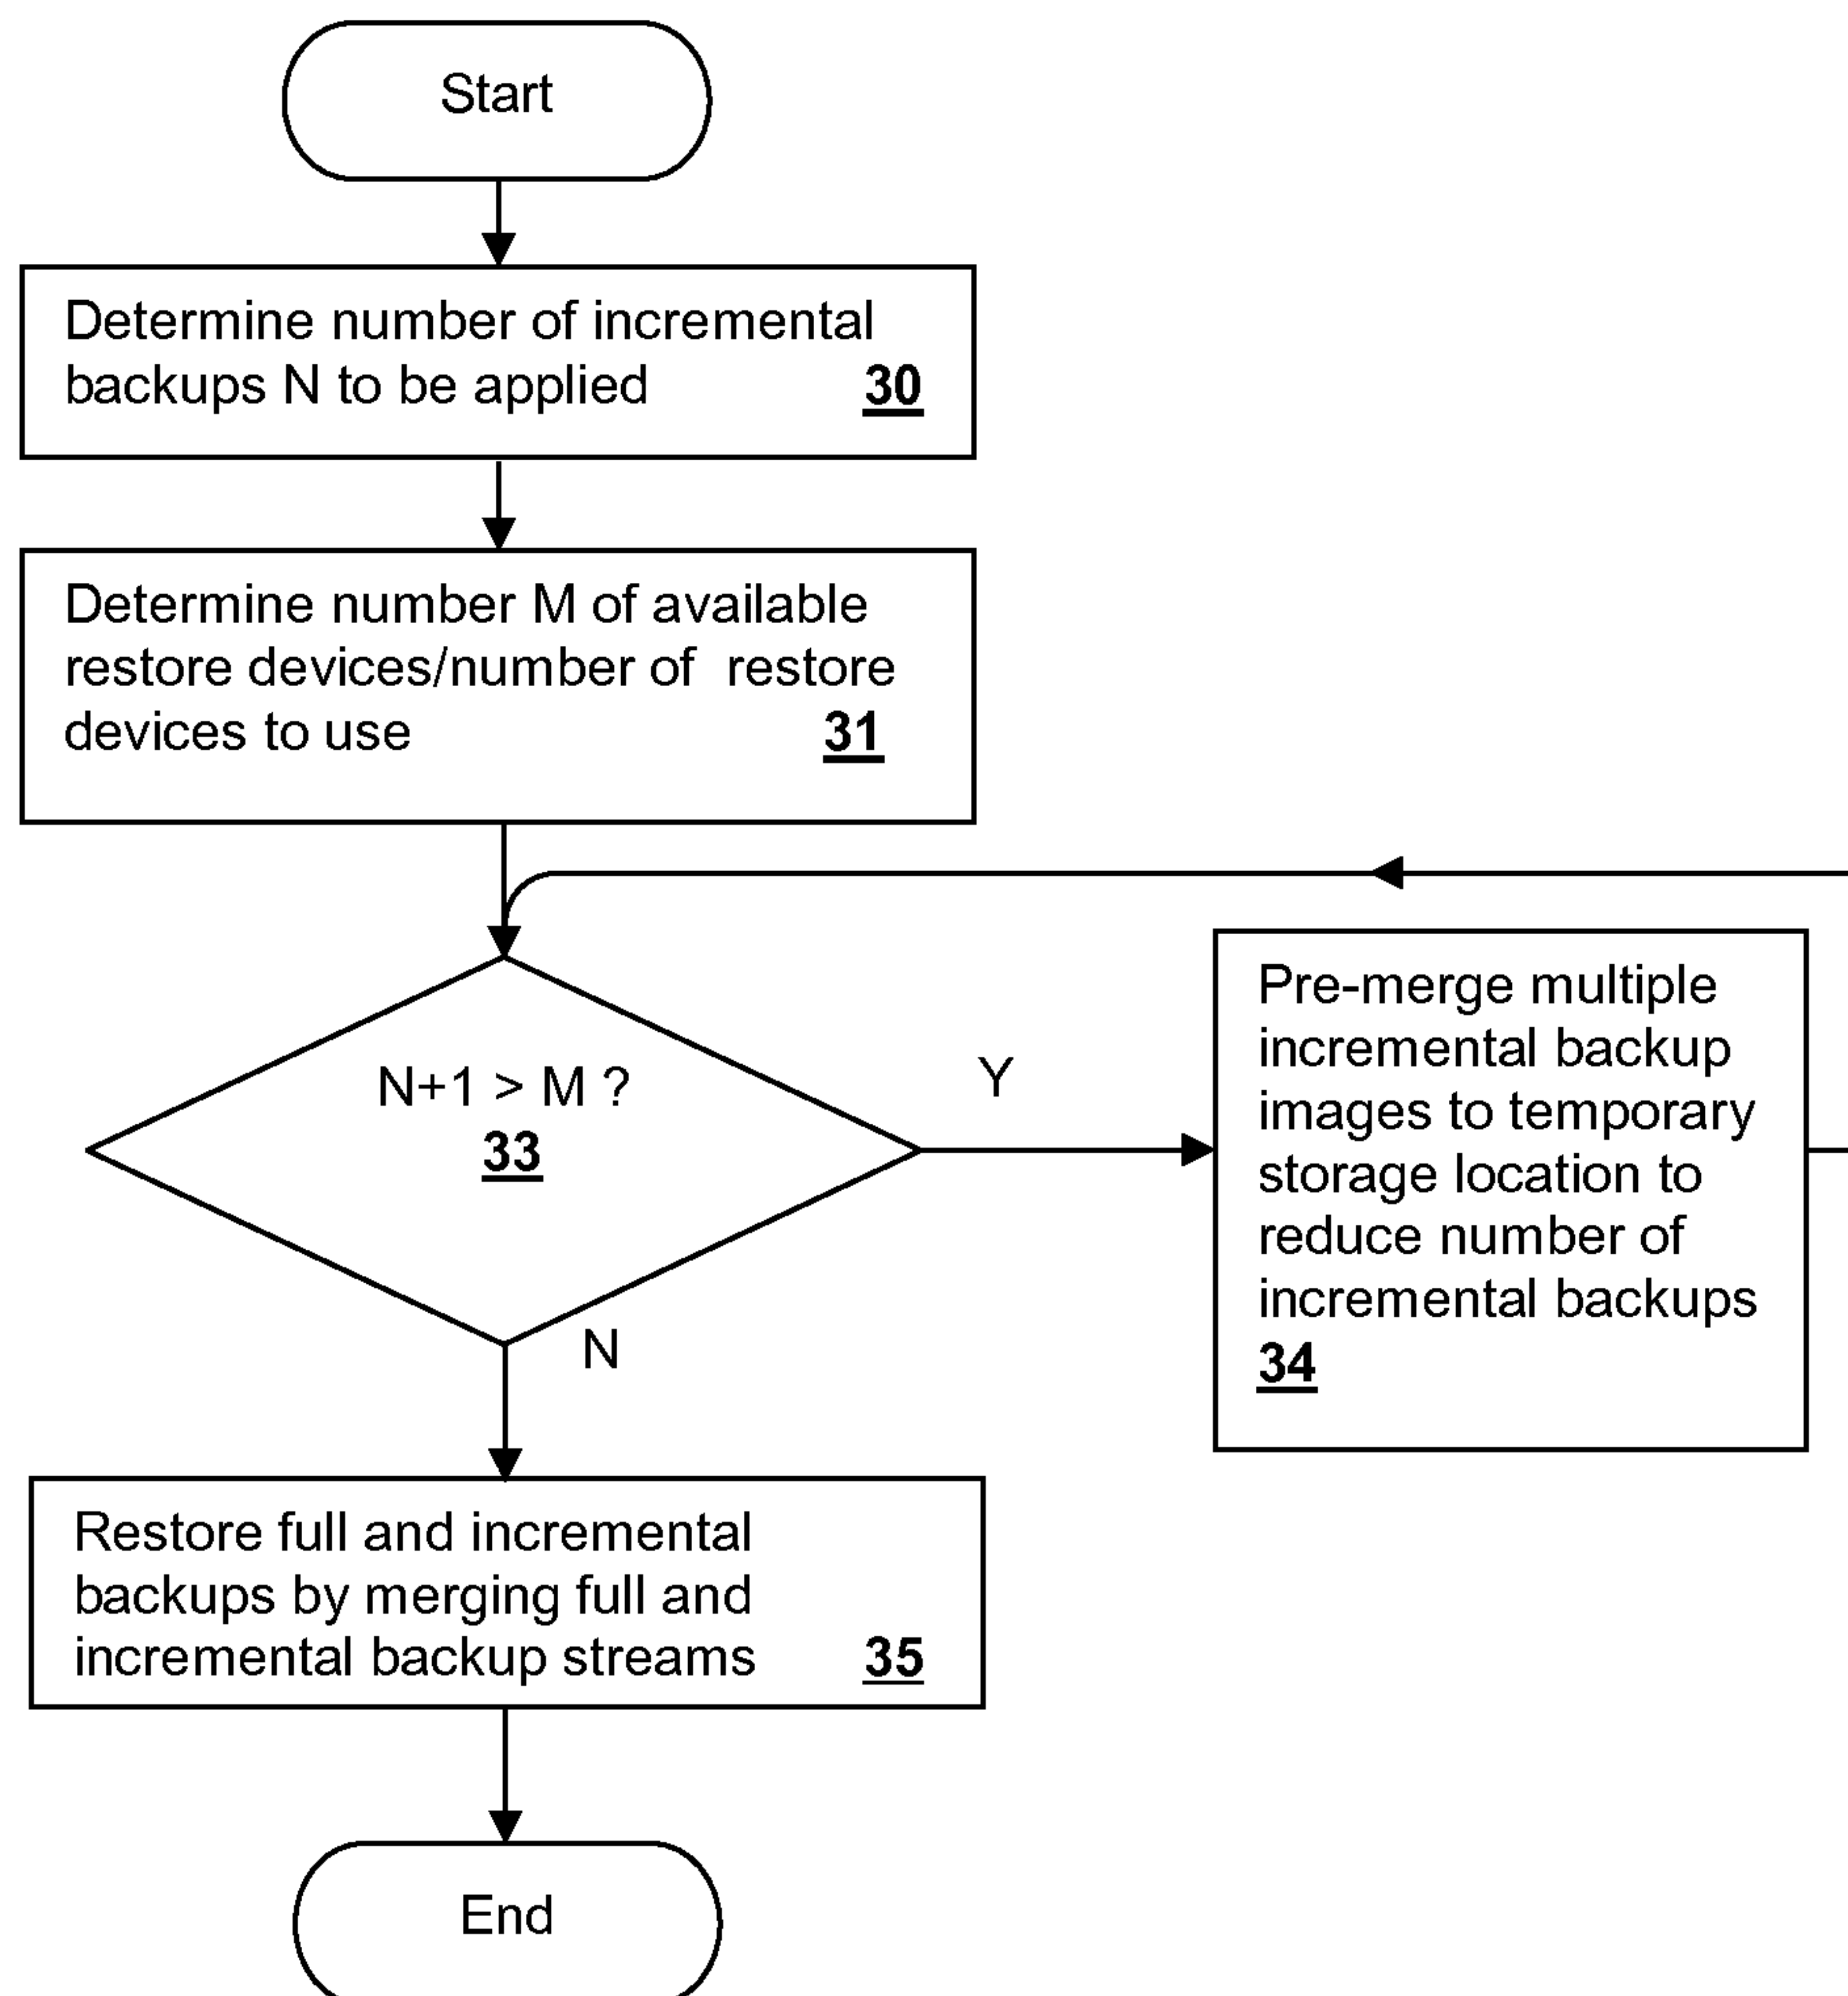 Start
Determine number of incremental
backups N to be applied 30
Determine number M of available
restore devices/number of restore
devices to use 31
N+1 > M ?
33
Y
Pre-merge multiple
incremental backup
images to temporary
storage location to
reduce number of
incremental backups
34
N
Restore full and incremental
backups by merging full and
incremental backup streams 35
End